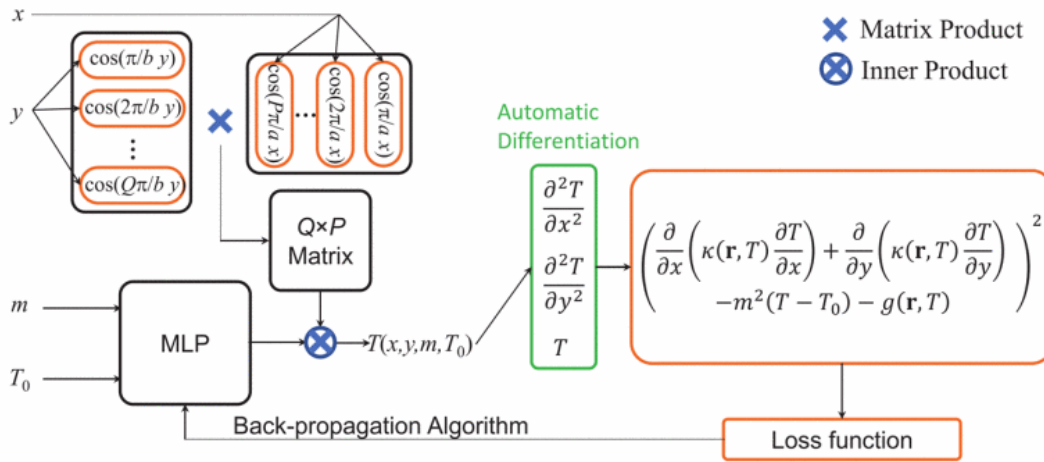 x
y
cos(π/b y)
cos(2π/b y)
⋮
cos(Qπ/b y)
cos(Pπ/a x)
⋯
cos(2π/a x)
cos(π/a x)
Matrix Product
Inner Product
Q×P
Matrix
m
T₀
MLP
T(x,y,m,T₀)
Automatic
Differentiation
∂²T/∂x²
∂²T/∂y²
T
(∂/∂x (κ(𝐫, T) ∂T/∂x) + ∂/∂y (κ(𝐫, T) ∂T/∂y)
−m²(T − T₀) − g(𝐫, T))²
Back-propagation Algorithm
Loss function